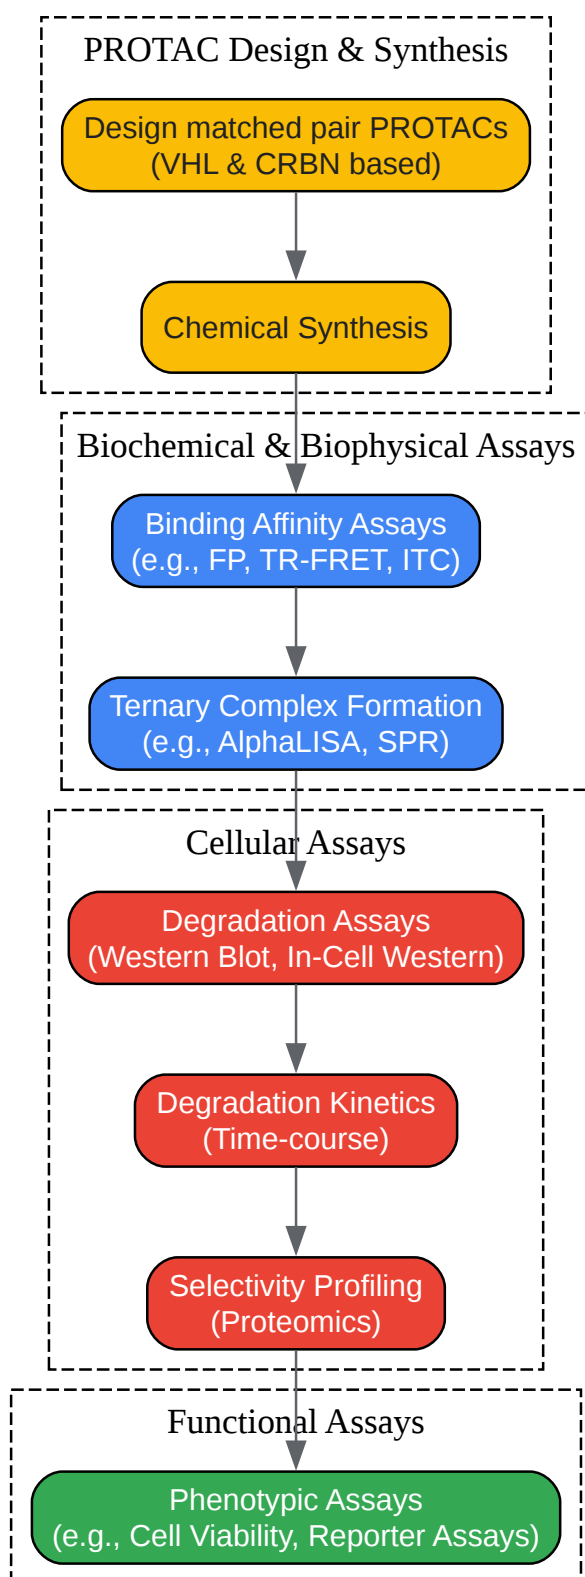 PROTAC Design & Synthesis
Design matched pair PROTACs
(VHL & CRBN based)
Chemical Synthesis
Biochemical & Biophysical Assays
Binding Affinity Assays
(e.g., FP, TR-FRET, ITC)
Ternary Complex Formation
(e.g., AlphaLISA, SPR)
Cellular Assays
Degradation Assays
(Western Blot, In-Cell Western)
Degradation Kinetics
(Time-course)
Selectivity Profiling
(Proteomics)
Functional Assays
Phenotypic Assays
(e.g., Cell Viability, Reporter Assays)